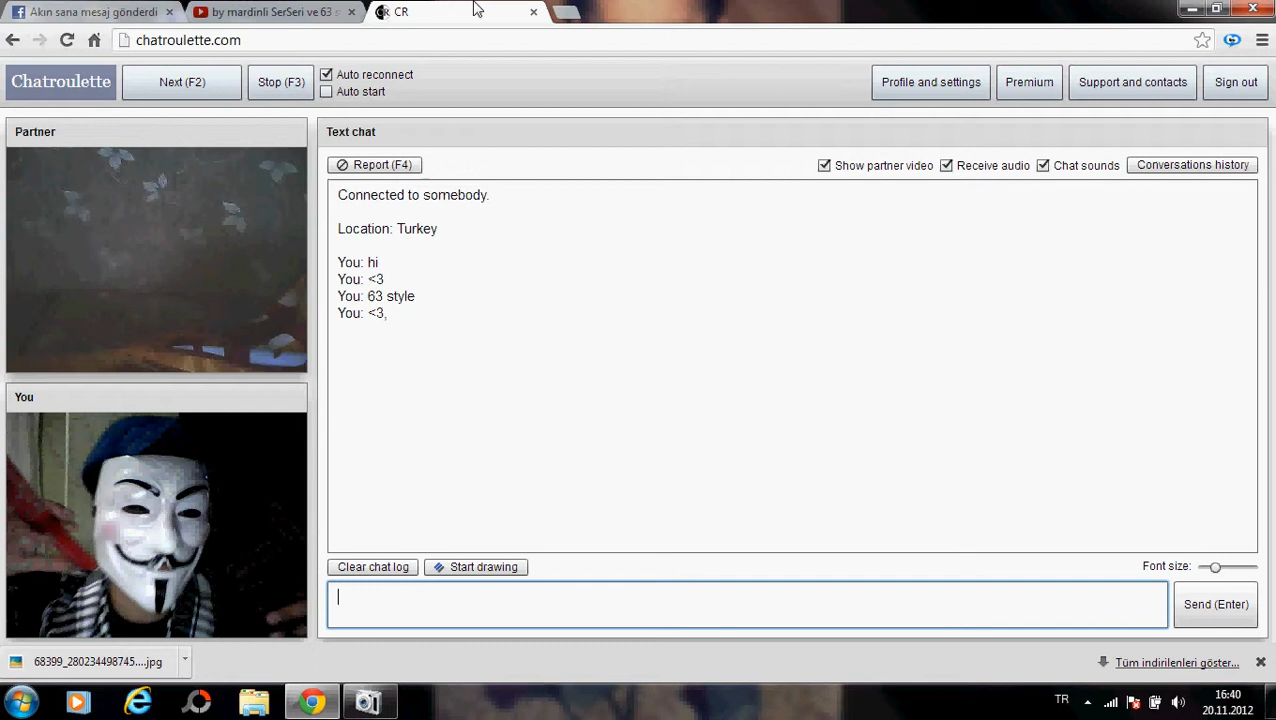 Akın sana mesaj gönderdi
by mardinli SerSeri ve 63 s
CR
chatroulette.com
Chatroulette
Next (F2)
Stop (F3)
Auto reconnect
Auto start
Profile and settings
Premium
Support and contacts
Sign out
Partner
Text chat
Report (F4)
Show partner video
Receive audio
Chat sounds
Conversations history
Connected to somebody.
Location: Turkey
You: hi
You: <3
You: 63 style
You: <3,
You
Clear chat log
Start drawing
Font size:
Send (Enter)
68399_280234498745....jpg
Tüm indirilenleri göster...
TR
16:40
20.11.2012